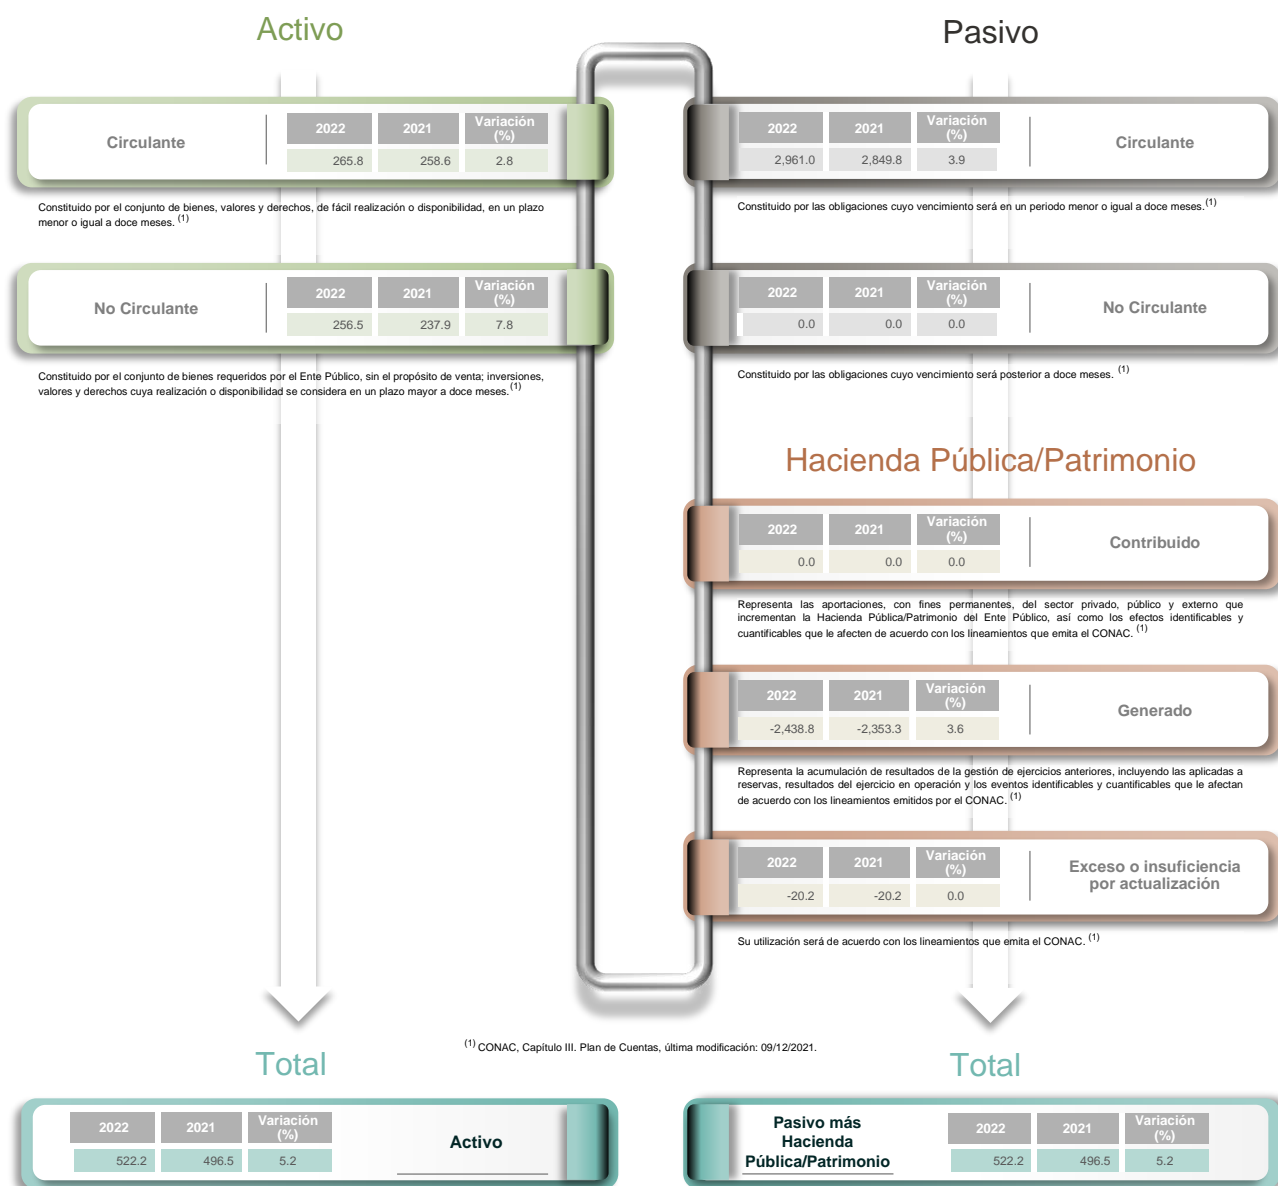 Activo
Circulante
2022 2021 Variación (%)
265.8 258.6 2.8
Constituido por el conjunto de bienes, valores y derechos, de fácil realización o disponibilidad, en un plazo
menor o igual a doce meses. (1)
No Circulante
2022 2021 Variación (%)
256.5 237.9 7.8
Constituido por el conjunto de bienes requeridos por el Ente Público, sin el propósito de venta; inversiones,
valores y derechos cuya realización o disponibilidad se considera en un plazo mayor a doce meses. (1)
Pasivo
2022 2021 Variación (%)
2,961.0 2,849.8 3.9
Circulante
Constituido por las obligaciones cuyo vencimiento será en un periodo menor o igual a doce meses. (1)
2022 2021 Variación (%)
0.0 0.0 0.0
No Circulante
Constituido por las obligaciones cuyo vencimiento será posterior a doce meses. (1)
Hacienda Pública/Patrimonio
2022 2021 Variación (%)
0.0 0.0 0.0
Contribuido
Representa las aportaciones, con fines permanentes, del sector privado, público y externo que
incrementan la Hacienda Pública/Patrimonio del Ente Público, así como los efectos identificables y
cuantificables que le afecten de acuerdo con los lineamientos que emita el CONAC. (1)
2022 2021 Variación (%)
-2,438.8 -2,353.3 3.6
Generado
Representa la acumulación de resultados de la gestión de ejercicios anteriores, incluyendo las aplicadas a
reservas, resultados del ejercicio en operación y los eventos identificables y cuantificables que le afectan
de acuerdo con los lineamientos emitidos por el CONAC. (1)
2022 2021 Variación (%)
-20.2 -20.2 0.0
Exceso o insuficiencia
por actualización
Su utilización será de acuerdo con los lineamientos que emita el CONAC. (1)
(1) CONAC, Capítulo III. Plan de Cuentas, última modificación: 09/12/2021.
Total
2022 2021 Variación (%)
522.2 496.5 5.2
Activo
Total
Pasivo más
Hacienda
Pública/Patrimonio
2022 2021 Variación (%)
522.2 496.5 5.2